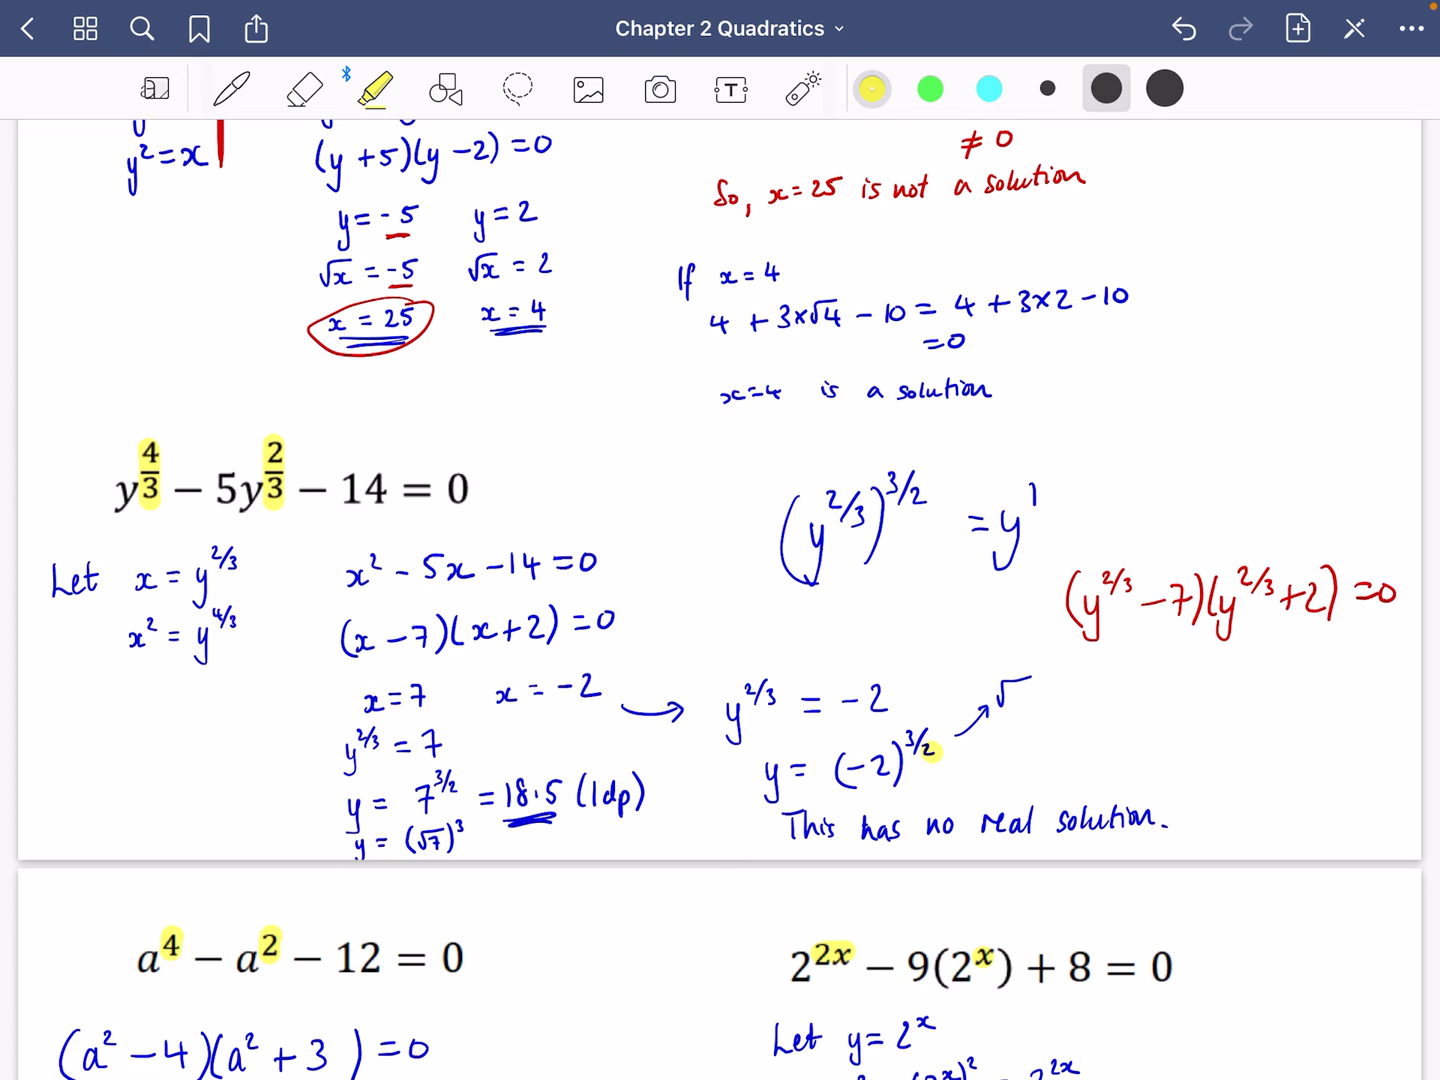 Chapter 2 Quadratics
T
y² = x
(y + 5)(y − 2) = 0
y = - 5    y = 2
√x = -5    √x = 2
x = 25    x = 4
≠ 0
So, x = 25 is not a solution
If x = 4
4 + 3×√4 − 10 = 4 + 3×2 − 10
= 0
x=4 is a solution
y^(4/3) − 5y^(2/3) − 14 = 0
Let x = y^(2/3)
x² = y^(4/3)
x² − 5x − 14 = 0
(x − 7)(x + 2) = 0
x = 7    x = −2
y^(2/3) = 7
y = 7^(3/2) = 18.5 (1dp)
y = (√7)³
(y^(2/3))^(3/2) = y¹
(y^(2/3) − 7)(y^(2/3) + 2) = 0
y^(2/3) = −2
y = (−2)^(3/2)    √
This has no real solution.
a⁴ − a² − 12 = 0
(a² − 4)(a² + 3 ) = 0
2^(2x) − 9(2^x) + 8 = 0
Let y = 2^x